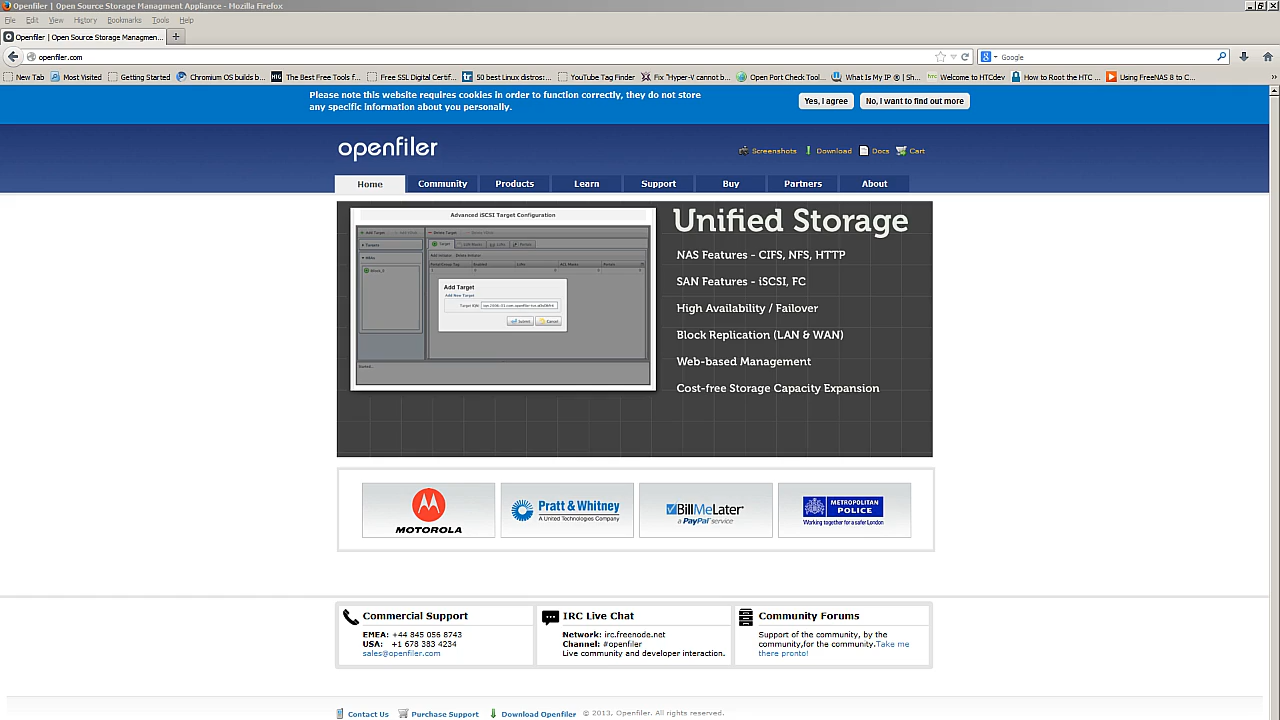 Openfiler | Open Source Storage Managment Appliance - Mozilla Firefox
File Edit View History Bookmarks Tools Help
Openfiler | Open Source Storage Managmen... +
openfiler.com Google
New Tab Most Visited Getting Started Chromium OS builds b... The Best Free Tools f... Free SSL Digital Certif... 50 best Linux distros... YouTube Tag Finder Fix "Hyper-V cannot b... Open Port Check Tool... What Is My IP ® | Sh... Welcome to HTCdev How to Root the HTC ... Using FreeNAS 8 to C... »
Please note this website requires cookies in order to function correctly, they do not store
any specific information about you personally.
Yes, I agree No, I want to find out more
openfiler
Screenshots Download Docs Cart
Home Community Products Learn Support Buy Partners About
Advanced iSCSI Target Configuration
Add Target
Targets
Target
Add Target
Add New Target
Submit Cancel
Unified Storage
NAS Features - CIFS, NFS, HTTP
SAN Features - iSCSI, FC
High Availability / Failover
Block Replication (LAN & WAN)
Web-based Management
Cost-free Storage Capacity Expansion
MOTOROLA
Pratt & Whitney
A United Technologies Company
BillMeLater
a PayPal service
METROPOLITAN
POLICE
Working together for a safer London
Commercial Support
EMEA: +44 845 056 8743
USA: +1 678 383 4234
sales@openfiler.com
IRC Live Chat
Network: irc.freenode.net
Channel: #openfiler
Live community and developer interaction.
Community Forums
Support of the community, by the
community,for the community.Take me
there pronto!
Contact Us Purchase Support Download Openfiler © 2013, Openfiler. All rights reserved.